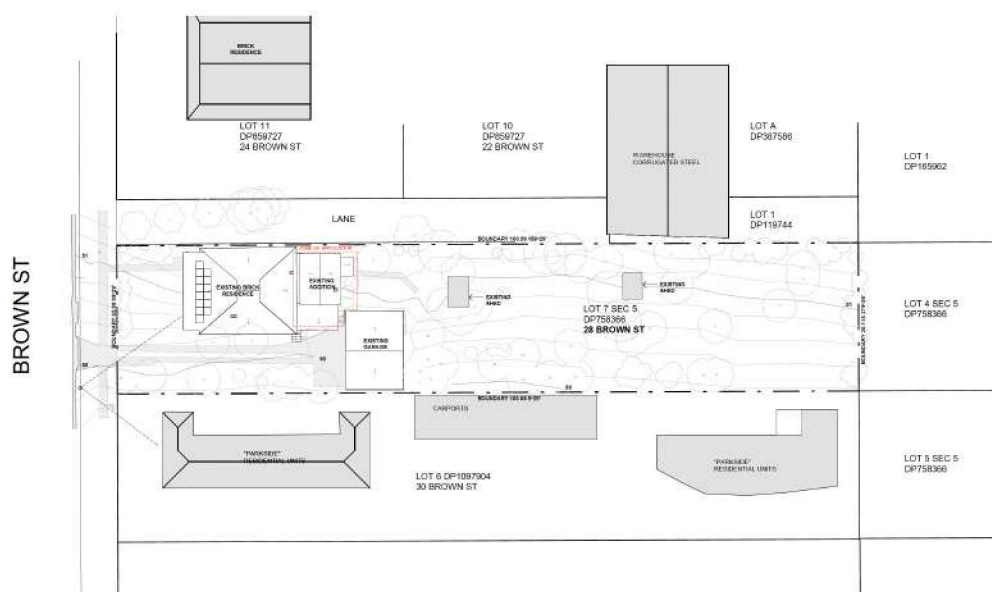 BRICK
RESIDENCE
LOT 11
DP859727
24 BROWN ST
LOT 10
DP859727
22 BROWN ST
WAREHOUSE
CORRUGATED STEEL
LOT A
DP387586
LOT 1
DP165962
LANE
LOT 1
DP119744
BROWN ST
EXISTING BRICK
RESIDENCE
EXISTING
ADDITION
EXISTING
GARAGE
EXISTING
SHED
EXISTING
SHED
LOT 7 SEC 5
DP758366
28 BROWN ST
LOT 4 SEC 5
DP758366
CARPORTS
"PARKSIDE"
RESIDENTIAL UNITS
LOT 6 DP1097904
30 BROWN ST
"PARKSIDE"
RESIDENTIAL UNITS
LOT 5 SEC 5
DP758366